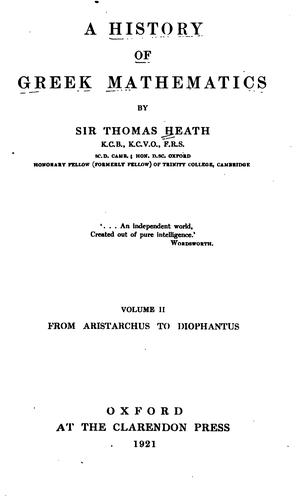 A HISTORY
OF
GREEK MATHEMATICS
BY
SIR THOMAS HEATH
K.C.B., K.C.V.O., F.R.S.
SC.D. CAMB.; HON. D.SC. OXFORD
HONORARY FELLOW (FORMERLY FELLOW) OF TRINITY COLLEGE, CAMBRIDGE
'. . . An independent world,
Created out of pure intelligence.'
WORDSWORTH.
VOLUME II
FROM ARISTARCHUS TO DIOPHANTUS
OXFORD
AT THE CLARENDON PRESS
1921